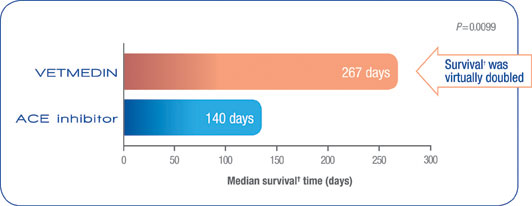 P=0.0099
VETMEDIN
267 days
Survival† was
virtually doubled
ACE inhibitor
140 days
0 50 100 150 200 250 300
Median survival† time (days)